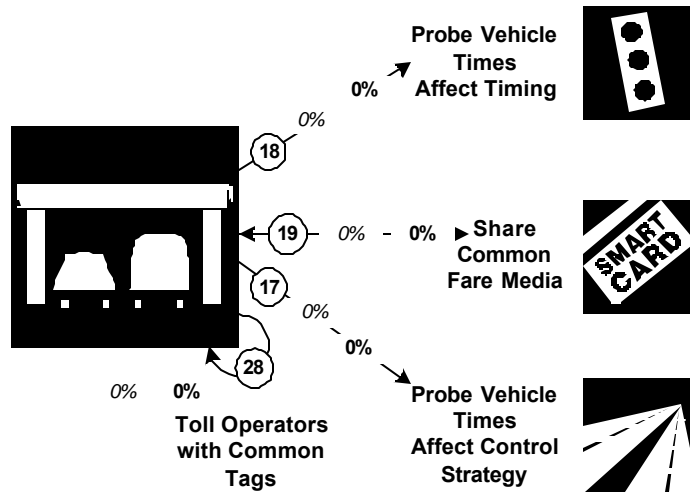 Probe Vehicle
Times
Affect Timing
0%
0%
18
19
0%
0%
Share
Common
Fare Media
SMART
CARD
17
0%
0%
28
0%
0%
Toll Operators
with Common
Tags
Probe Vehicle
Times
Affect Control
Strategy